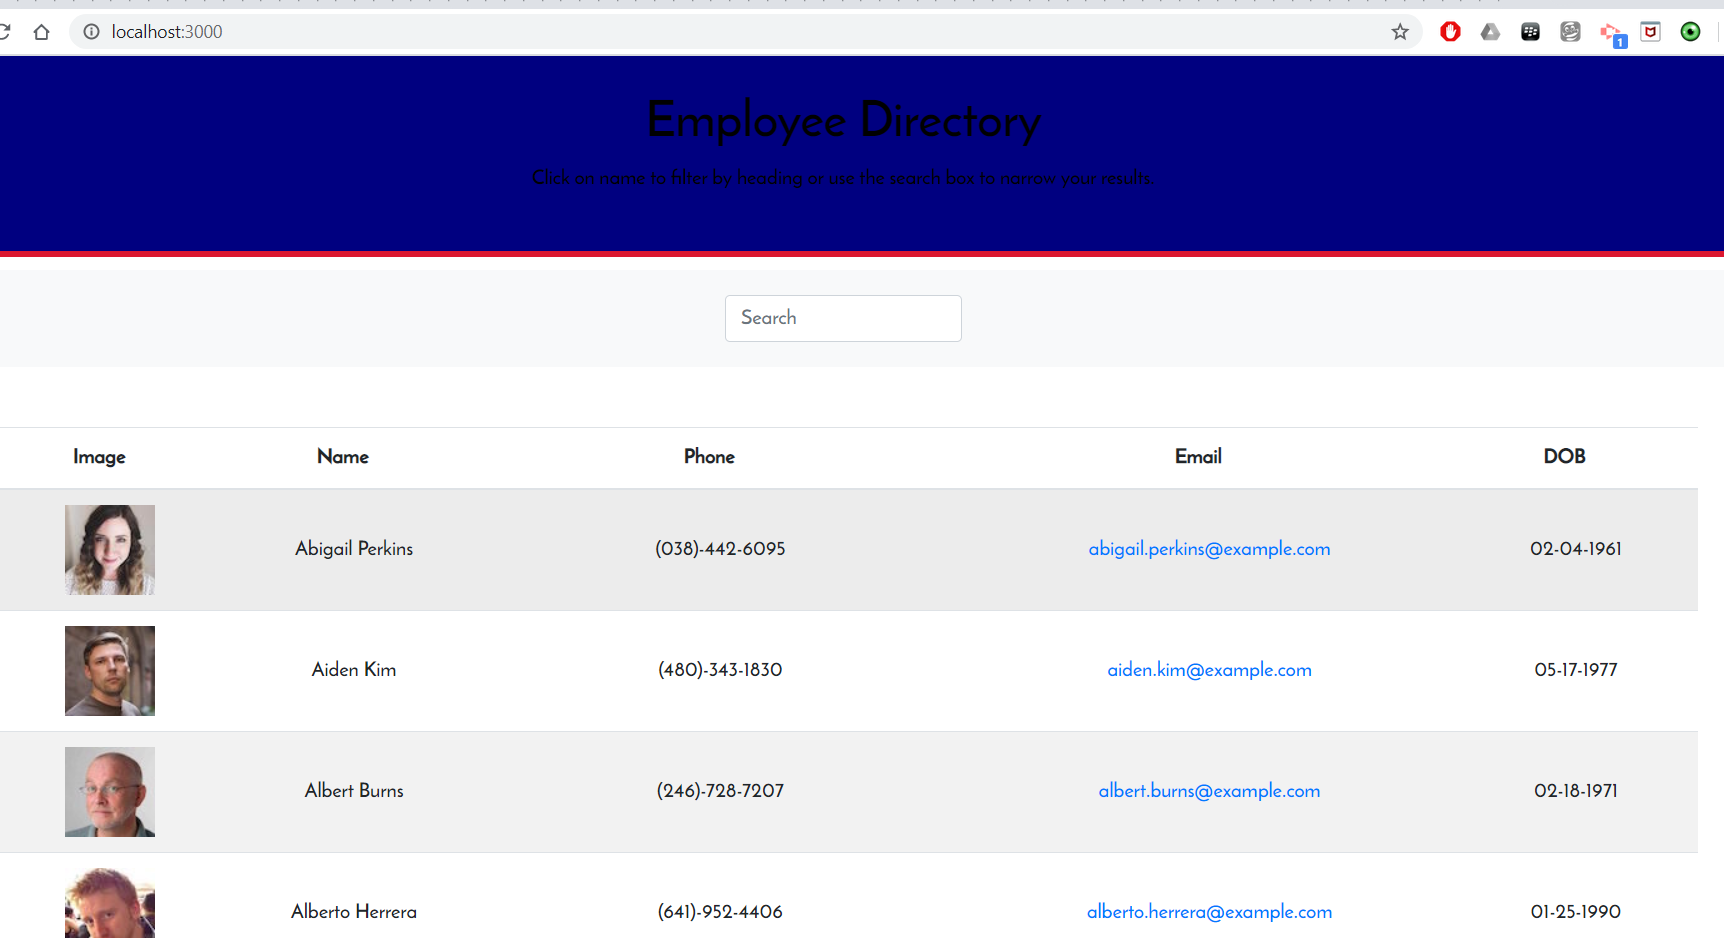 localhost:3000
1
Employee Directory
Click on name to filter by heading or use the search box to narrow your results.
Search
Image Name Phone Email DOB
Abigail Perkins (038)-442-6095 abigail.perkins@example.com 02-04-1961
Aiden Kim (480)-343-1830 aiden.kim@example.com 05-17-1977
Albert Burns (246)-728-7207 albert.burns@example.com 02-18-1971
Alberto Herrera (641)-952-4406 alberto.herrera@example.com 01-25-1990